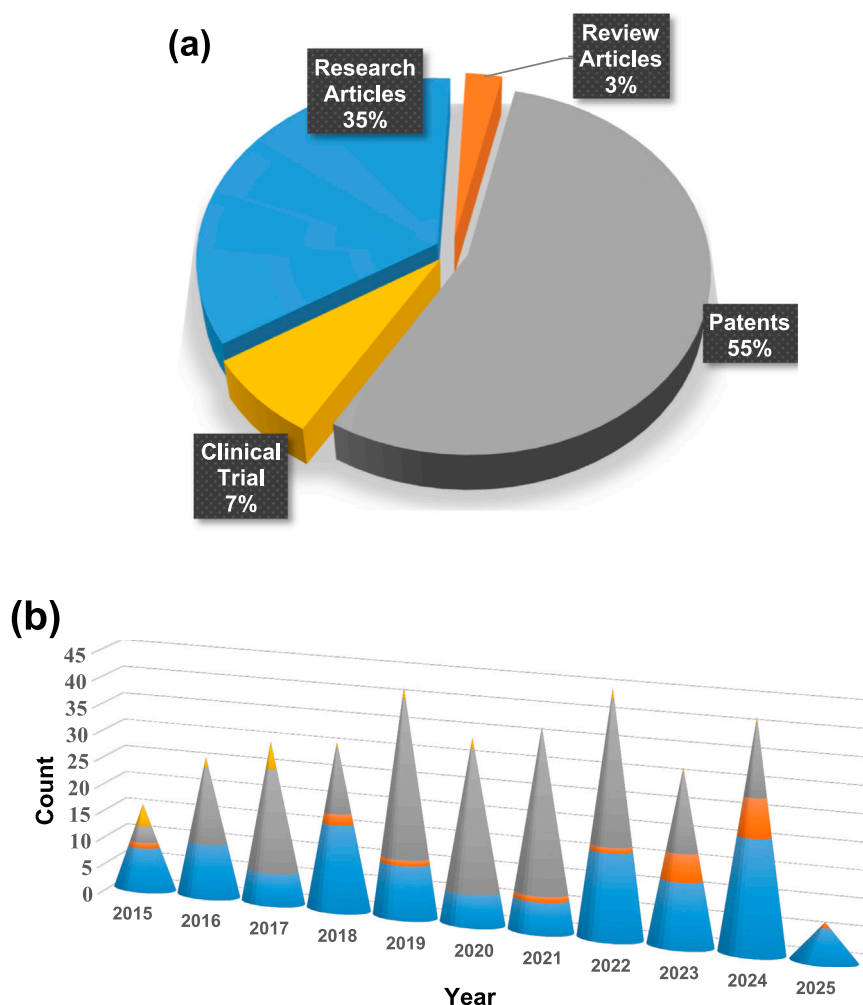 (a)
Research
Articles
35%
Review
Articles
3%
Patents
55%
Clinical
Trial
7%
(b)
45
40
35
30
25
20
15
10
5
0
Count
2015
2016
2017
2018
2019
2020
2021
2022
2023
2024
2025
Year